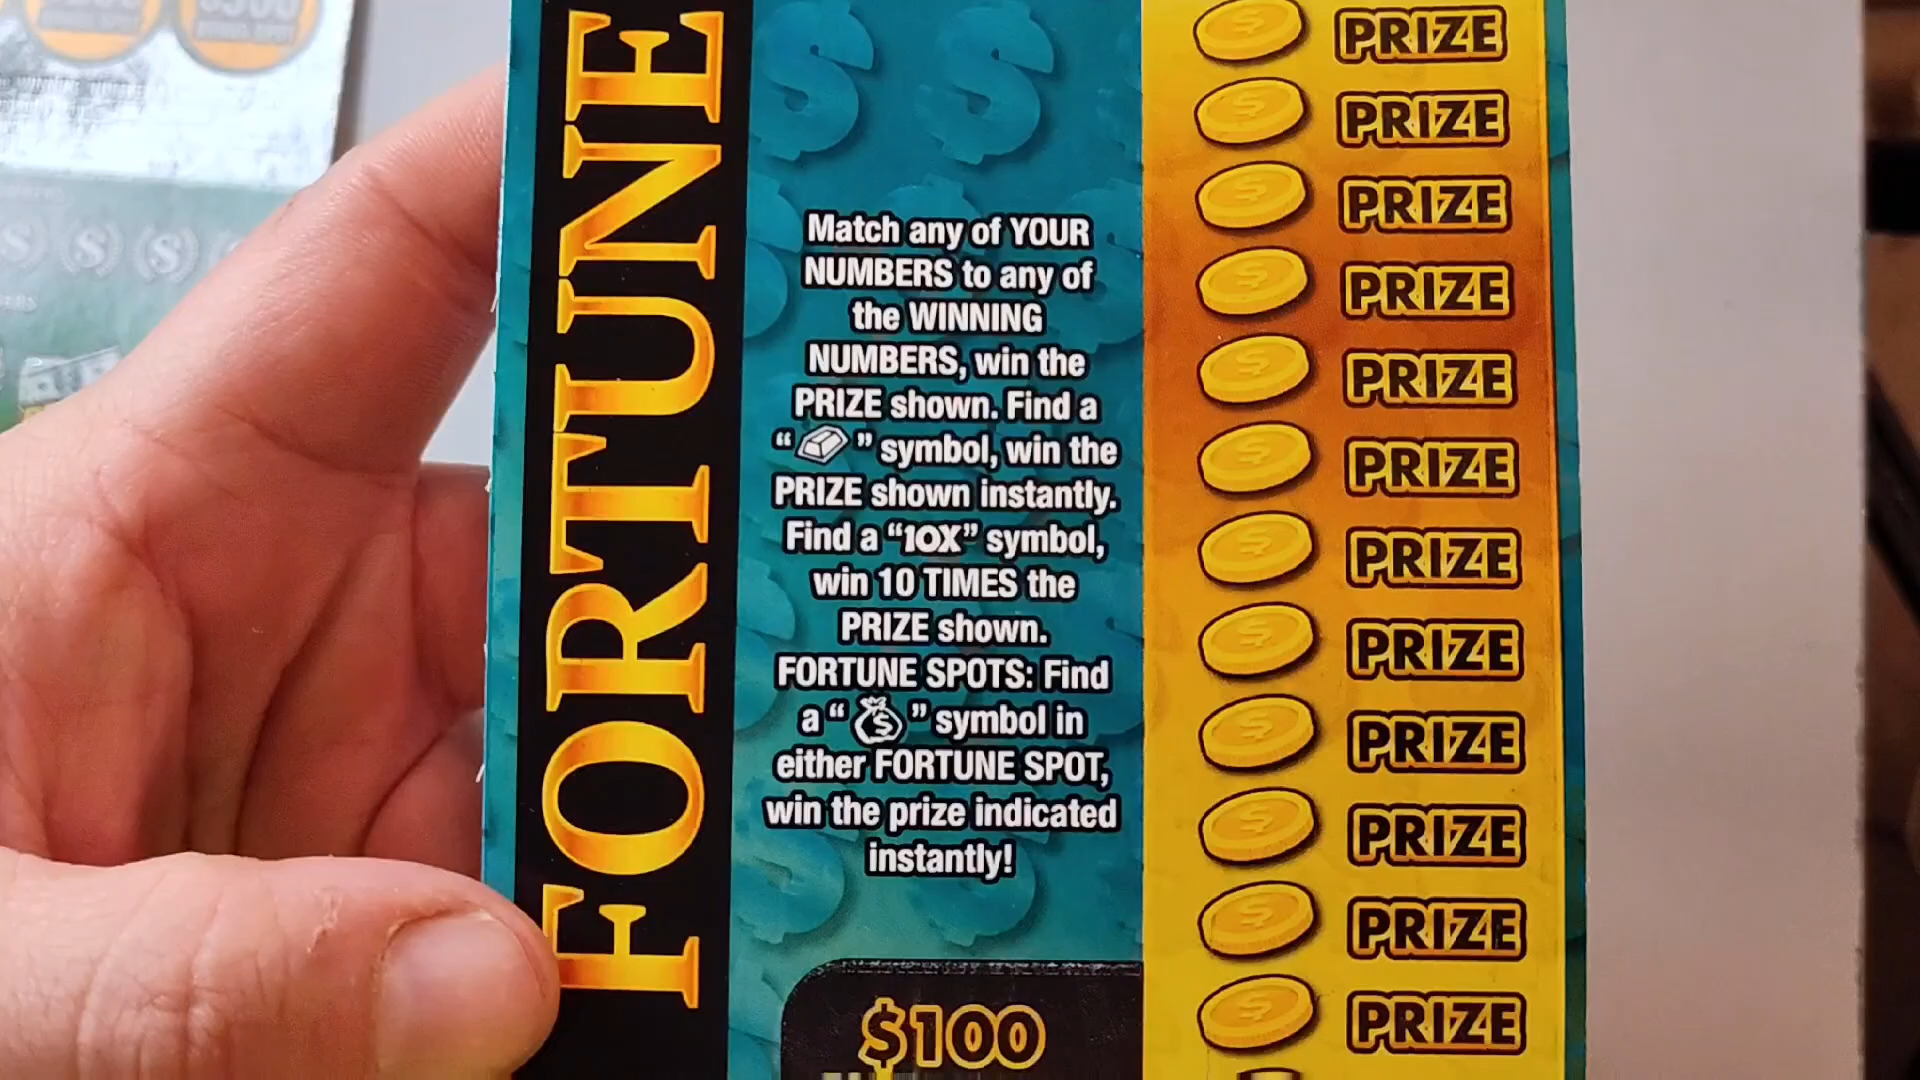 FORTUNE
Match any of YOUR
NUMBERS to any of
the WINNING
NUMBERS, win the
PRIZE shown. Find a
“ ” symbol, win the
PRIZE shown instantly.
Find a “10X” symbol,
win 10 TIMES the
PRIZE shown.
FORTUNE SPOTS: Find
a “ ” symbol in
either FORTUNE SPOT,
win the prize indicated
instantly!
$100
PRIZE
PRIZE
PRIZE
PRIZE
PRIZE
PRIZE
PRIZE
PRIZE
PRIZE
PRIZE
PRIZE
PRIZE